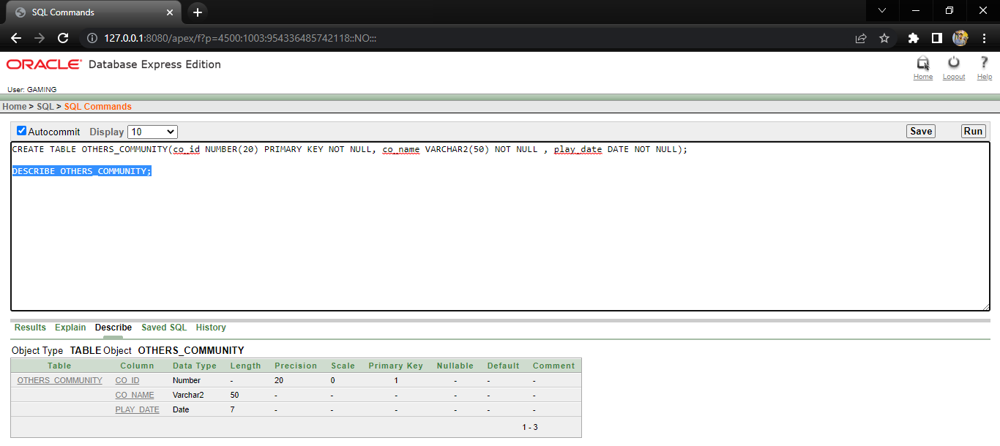 SQL Commands
127.0.0.1:8080/apex/f?p=4500:1003:954336485742118::NO:::
ORACLE Database Express Edition
Home Logout Help
User: GAMING
Home > SQL > SQL Commands
Autocommit Display 10 Save Run
CREATE TABLE OTHERS_COMMUNITY(co_id NUMBER(20) PRIMARY KEY NOT NULL, co_name VARCHAR2(50) NOT NULL , play_date DATE NOT NULL);
DESCRIBE OTHERS_COMMUNITY;
Results Explain Describe Saved SQL History
Object Type TABLE Object OTHERS_COMMUNITY
Table Column Data Type Length Precision Scale Primary Key Nullable Default Comment
OTHERS_COMMUNITY CO_ID Number - 20 0 1 - - -
CO_NAME Varchar2 50 - - - - - -
PLAY_DATE Date 7 - - - - - -
1 - 3